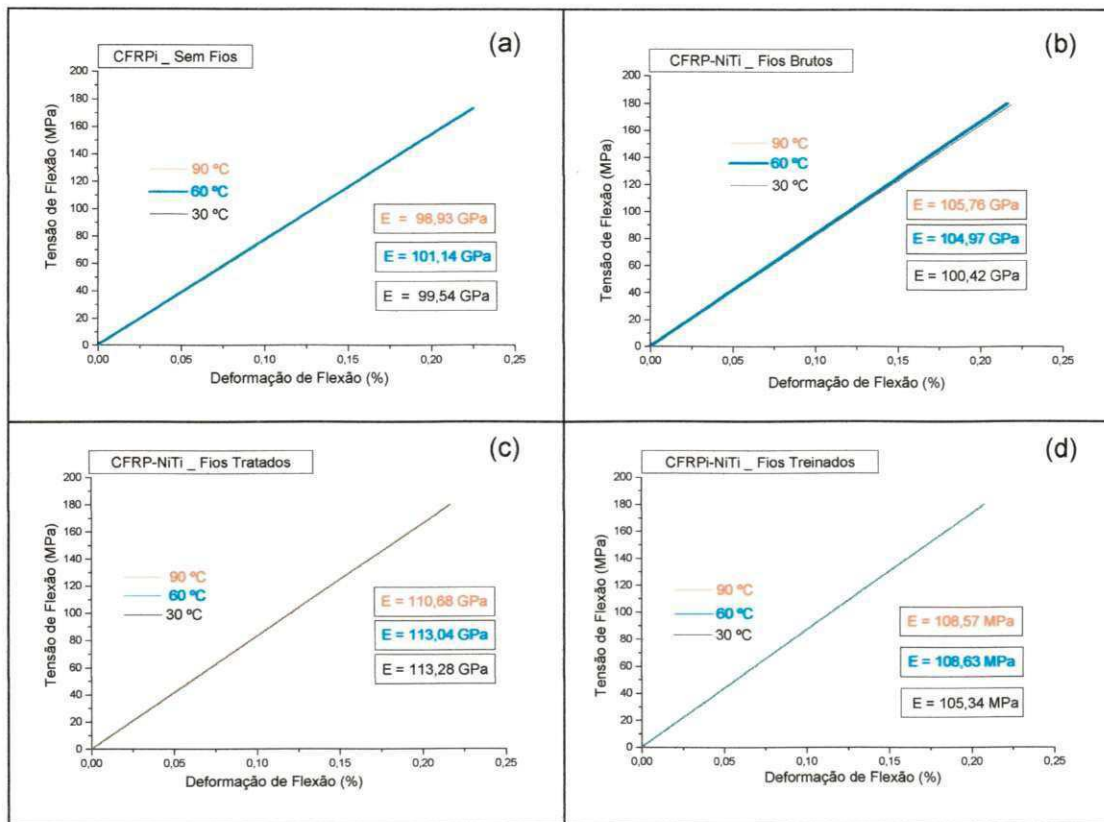 (a)
CFRPi _ Sem Fios
Tensão de Flexão (MPa)
200
180
160
140
120
100
80
60
40
20
0
90 ºC
60 ºC
30 ºC
E = 98,93 GPa
E = 101,14 GPa
E = 99,54 GPa
0,00 0,05 0,10 0,15 0,20 0,25
Deformação de Flexão (%)
(b)
CFRP-NiTi _ Fios Brutos
Tensão de Flexão (MPa)
200
180
160
140
120
100
80
60
40
20
0
90 ºC
60 ºC
30 ºC
E = 105,76 GPa
E = 104,97 GPa
E = 100,42 GPa
0,00 0,05 0,10 0,15 0,20 0,25
Deformação de Flexão (%)
(c)
CFRP-NiTi _ Fios Tratados
Tensão de Flexão (MPa)
200
180
160
140
120
100
80
60
40
20
0
90 ºC
60 ºC
30 ºC
E = 110,68 GPa
E = 113,04 GPa
E = 113,28 GPa
0,00 0,05 0,10 0,15 0,20 0,25
Deformação de Flexão (%)
(d)
CFRPi-NiTi _ Fios Treinados
Tensão de Flexão (MPa)
200
180
160
140
120
100
80
60
40
20
0
90 ºC
60 ºC
30 ºC
E = 108,57 MPa
E = 108,63 MPa
E = 105,34 MPa
0,00 0,05 0,10 0,15 0,20 0,25
Deformação de Flexão (%)